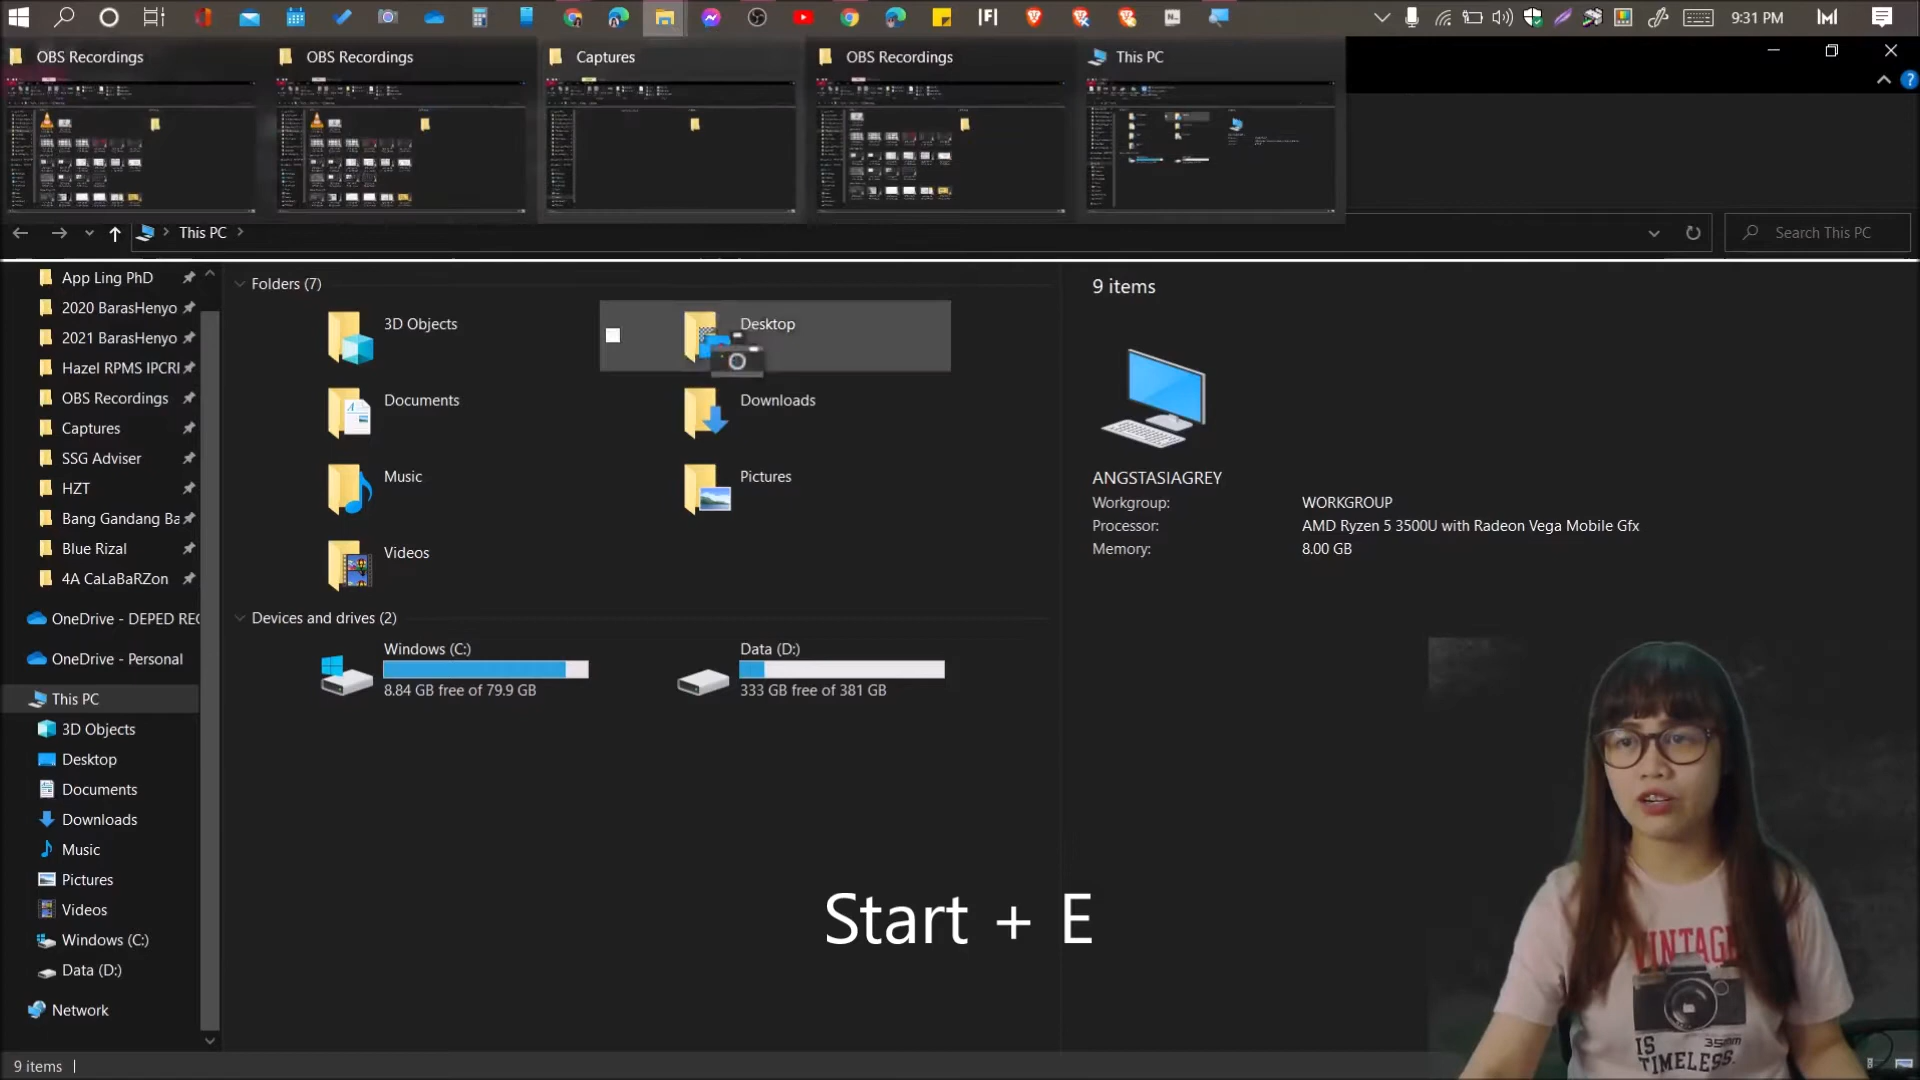 9:31 PM
OBS Recordings
OBS Recordings
Captures
OBS Recordings
This PC
This PC
Search This PC
App Ling PhD
2020 BarasHenyo
2021 BarasHenyo
Hazel RPMS IPCRI
OBS Recordings
Captures
SSG Adviser
HZT
Bang Gandang Ba
Blue Rizal
4A CaLaBaRZon
OneDrive - DEPED REC
OneDrive - Personal
This PC
3D Objects
Desktop
Documents
Downloads
Music
Pictures
Videos
Windows (C:)
Data (D:)
Network
9 items
Folders (7)
3D Objects
Desktop
Documents
Downloads
Music
Pictures
Videos
Devices and drives (2)
Windows (C:)
8.84 GB free of 79.9 GB
Data (D:)
333 GB free of 381 GB
9 items
ANGSTASIAGREY
Workgroup: WORKGROUP
Processor: AMD Ryzen 5 3500U with Radeon Vega Mobile Gfx
Memory: 8.00 GB
Start + E
VINTAGE
IS 35mm
TIMELESS.